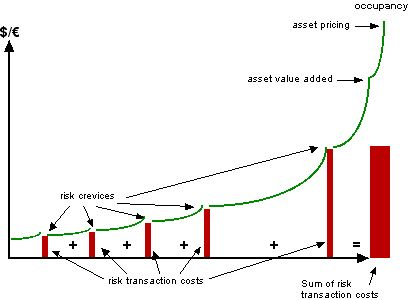 occupancy
asset pricing
$/€
asset value added
risk crevices
+ + + + =
risk transaction costs
Sum of risk
transaction costs